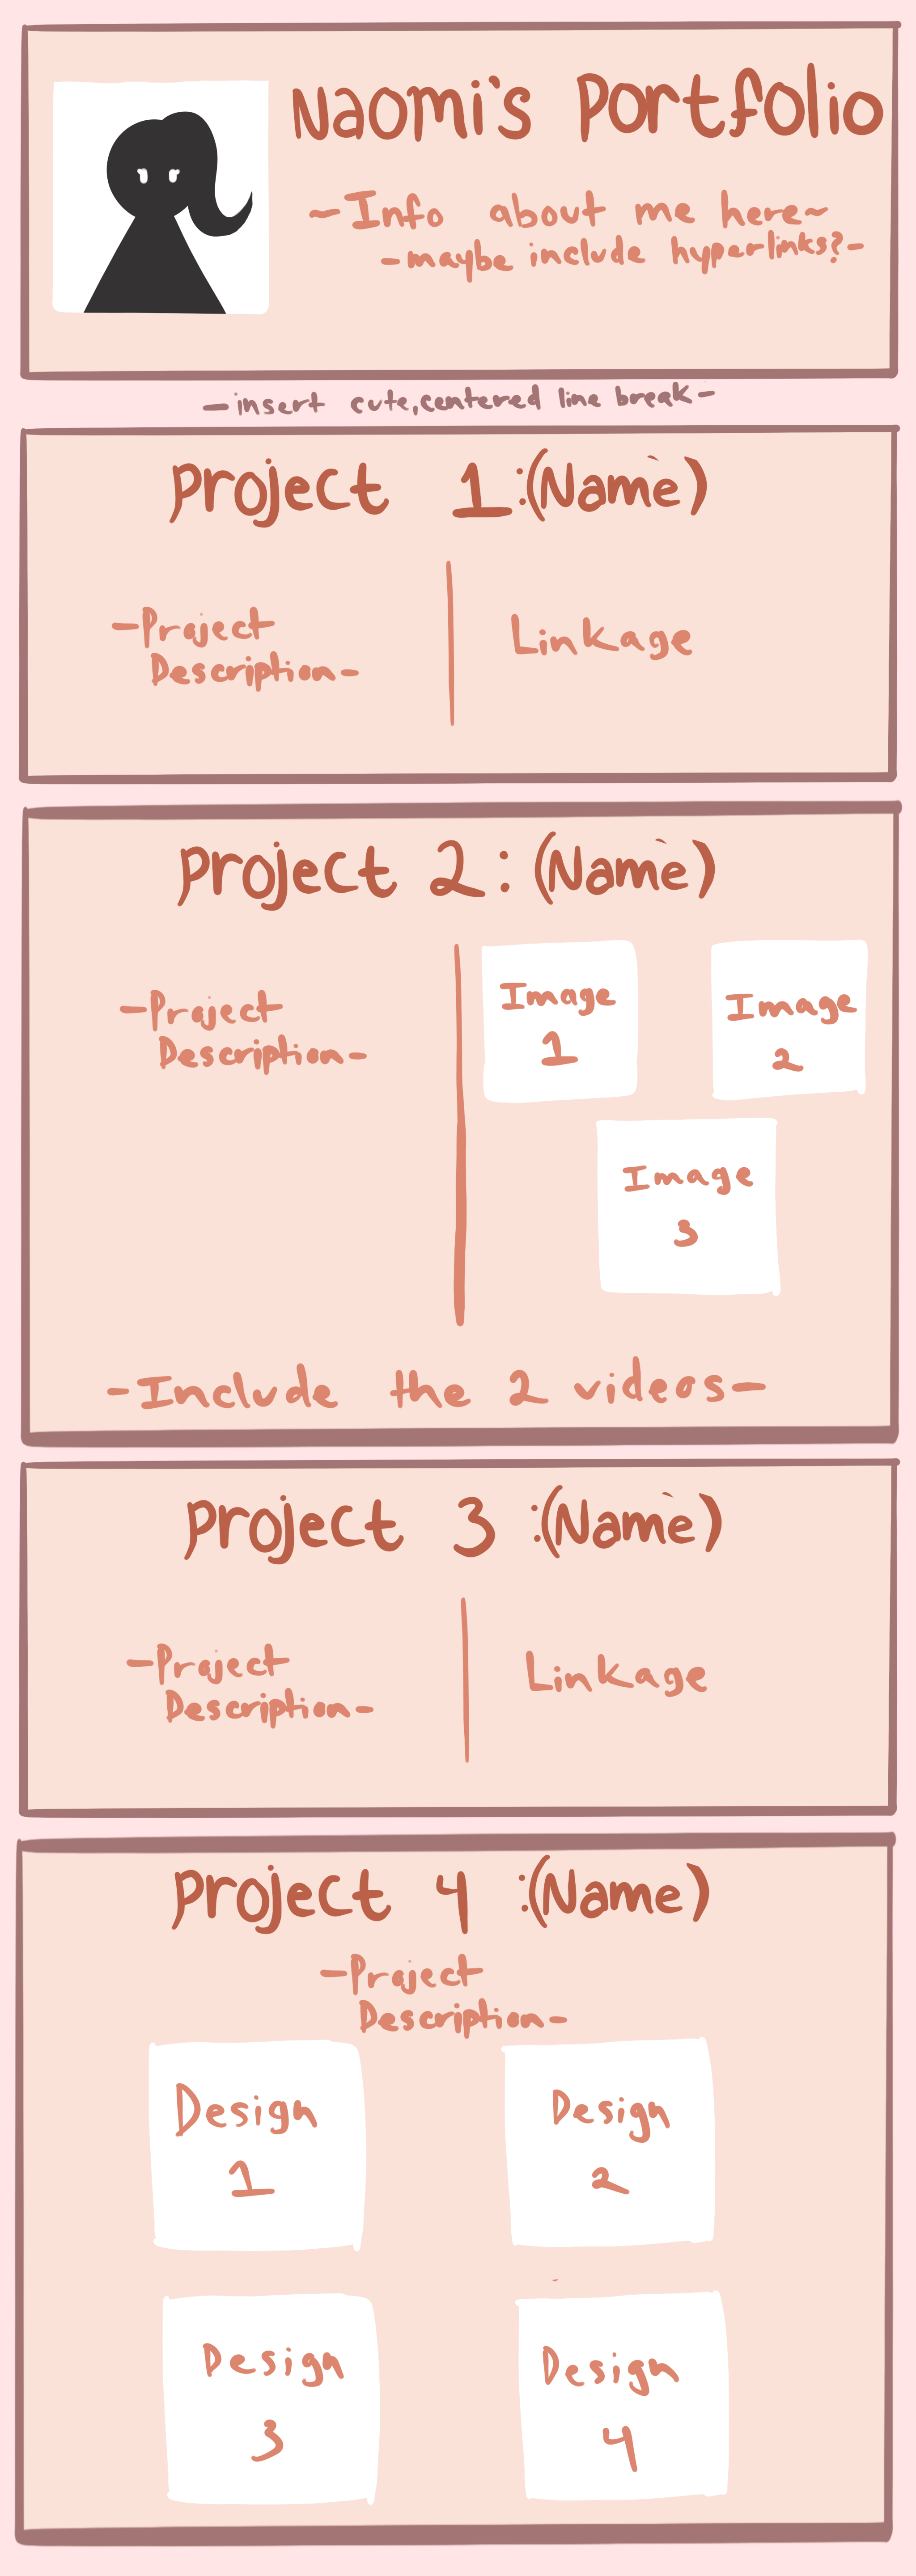 Naomi's Portfolio
~Info about me here~
-maybe include hyperlinks?-
-insert cute, centered line break-
Project 1:(Name)
-Project
Description-
Linkage
Project 2: (Name)
-Project
Description-
Image
1
Image
2
Image
3
-Include the 2 videos-
Project 3 :(Name)
-Project
Description-
Linkage
Project 4 :(Name)
-Project
Description-
Design
1
Design
2
Design
3
Design
4